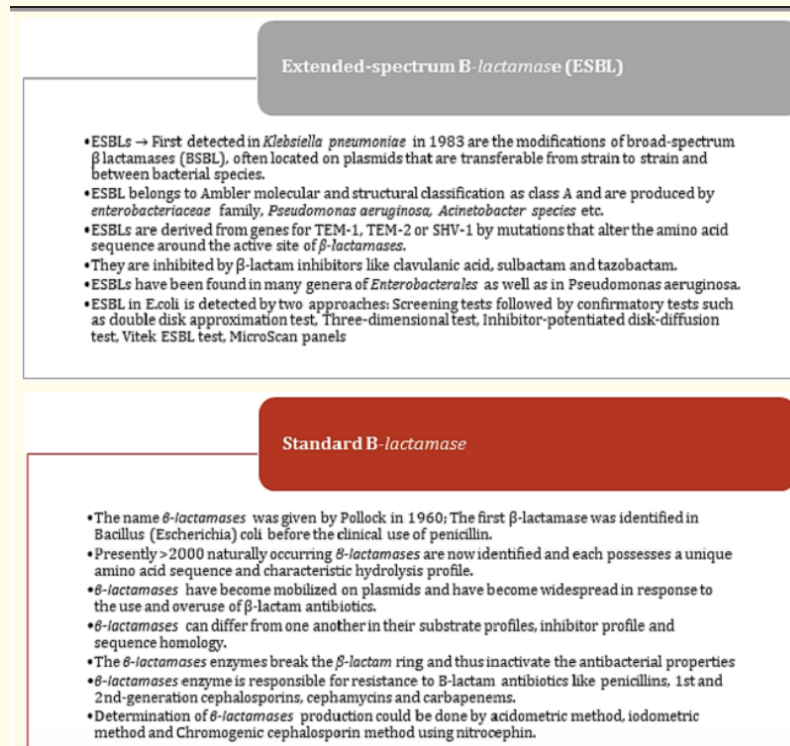 Extended-spectrum B-lactamase (ESBL)
•ESBLs → First detected in Klebsiella pneumoniae in 1983 are the modifications of broad-spectrum
β lactamases (BSBL), often located on plasmids that are transferable from strain to strain and
between bacterial species.
•ESBL belongs to Ambler molecular and structural classification as class A and are produced by
enterobacteriaceae family, Pseudomonas aeruginosa, Acinetobacter species etc.
•ESBLs are derived from genes for TEM-1, TEM-2 or SHV-1 by mutations that alter the amino acid
sequence around the active site of β-lactamases.
•They are inhibited by β-lactam inhibitors like clavulanic acid, sulbactam and tazobactam.
•ESBLs have been found in many genera of Enterobacterales as well as in Pseudomonas aeruginosa.
•ESBL in E.coli is detected by two approaches: Screening tests followed by confirmatory tests such
as double disk approximation test, Three-dimensional test, Inhibitor-potentiated disk-diffusion
test, Vitek ESBL test, MicroScan panels
Standard B-lactamase
•The name β-lactamases was given by Pollock in 1960; The first β-lactamase was identified in
Bacillus (Escherichia) coli before the clinical use of penicillin.
•Presently >2000 naturally occurring β-lactamases are now identified and each possesses a unique
amino acid sequence and characteristic hydrolysis profile.
•β-lactamases have become mobilized on plasmids and have become widespread in response to
the use and overuse of β-lactam antibiotics.
•β-lactamases can differ from one another in their substrate profiles, inhibitor profile and
sequence homology.
•The β-lactamases enzymes break the β-lactam ring and thus inactivate the antibacterial properties
•β-lactamases enzyme is responsible for resistance to B-lactam antibiotics like penicillins, 1st and
2nd-generation cephalosporins, cephamycins and carbapenems.
•Determination of β-lactamases production could be done by acidometric method, iodometric
method and Chromogenic cephalosporin method using nitrocephin.